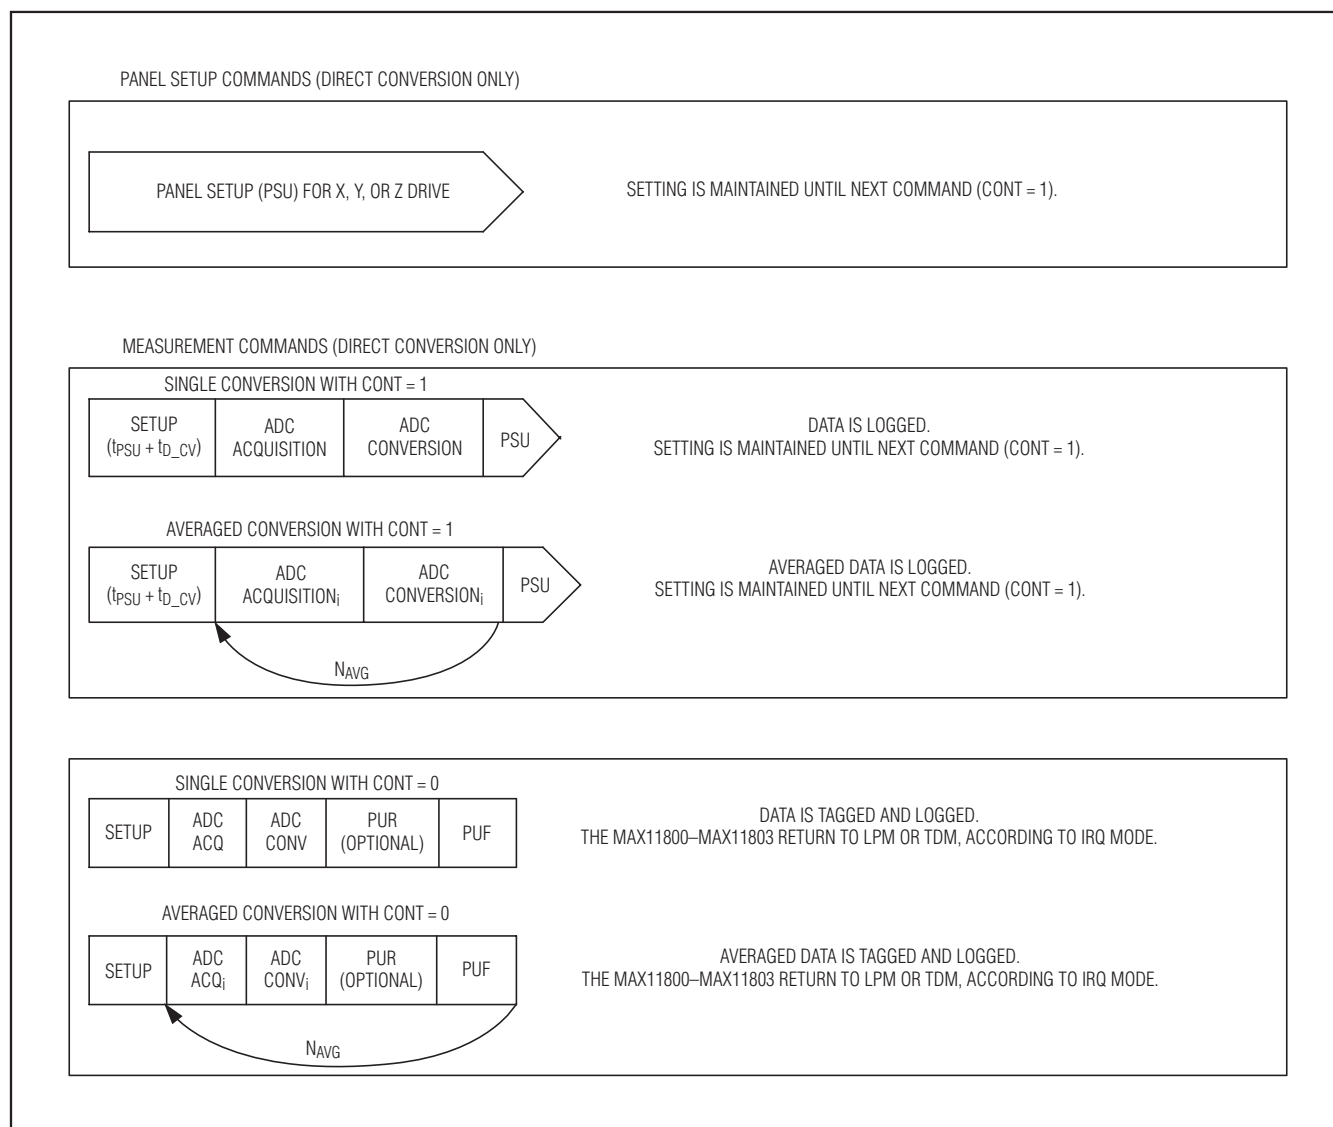 PANEL SETUP COMMANDS (DIRECT CONVERSION ONLY)
PANEL SETUP (PSU) FOR X, Y, OR Z DRIVE
SETTING IS MAINTAINED UNTIL NEXT COMMAND (CONT = 1).
MEASUREMENT COMMANDS (DIRECT CONVERSION ONLY)
SINGLE CONVERSION WITH CONT = 1
SETUP
(tPSU + tD_CV)
ADC
ACQUISITION
ADC
CONVERSION
PSU
DATA IS LOGGED.
SETTING IS MAINTAINED UNTIL NEXT COMMAND (CONT = 1).
AVERAGED CONVERSION WITH CONT = 1
SETUP
(tPSU + tD_CV)
ADC
ACQUISITIONi
ADC
CONVERSIONi
PSU
AVERAGED DATA IS LOGGED.
SETTING IS MAINTAINED UNTIL NEXT COMMAND (CONT = 1).
NAVG
SINGLE CONVERSION WITH CONT = 0
SETUP
ADC
ACQ
ADC
CONV
PUR
(OPTIONAL)
PUF
DATA IS TAGGED AND LOGGED.
THE MAX11800–MAX11803 RETURN TO LPM OR TDM, ACCORDING TO IRQ MODE.
AVERAGED CONVERSION WITH CONT = 0
SETUP
ADC
ACQi
ADC
CONVi
PUR
(OPTIONAL)
PUF
AVERAGED DATA IS TAGGED AND LOGGED.
THE MAX11800–MAX11803 RETURN TO LPM OR TDM, ACCORDING TO IRQ MODE.
NAVG